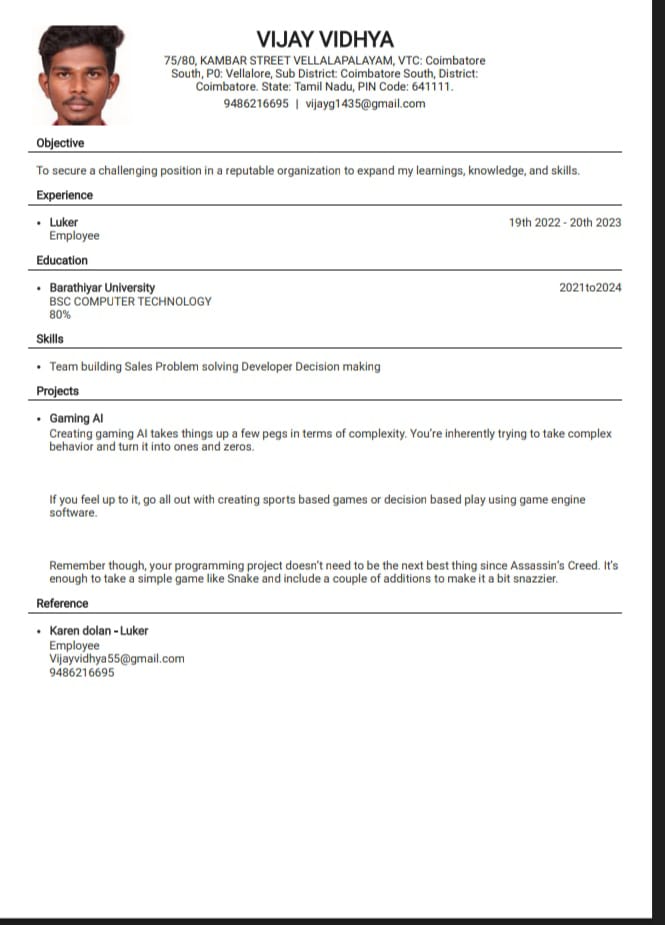 VIJAY VIDHYA
75/80, KAMBAR STREET VELLALAPALAYAM, VTC: Coimbatore
South, P0: Vellalore, Sub District: Coimbatore South, District:
Coimbatore. State: Tamil Nadu, PIN Code: 641111.
9486216695 | vijayg1435@gmail.com
Objective
To secure a challenging position in a reputable organization to expand my learnings, knowledge, and skills.
Experience
• Luker 19th 2022 - 20th 2023
Employee
Education
• Barathiyar University 2021to2024
BSC COMPUTER TECHNOLOGY
80%
Skills
• Team building Sales Problem solving Developer Decision making
Projects
• Gaming AI
Creating gaming AI takes things up a few pegs in terms of complexity. You're inherently trying to take complex
behavior and turn it into ones and zeros.
If you feel up to it, go all out with creating sports based games or decision based play using game engine
software.
Remember though, your programming project doesn't need to be the next best thing since Assassin's Creed. It's
enough to take a simple game like Snake and include a couple of additions to make it a bit snazzier.
Reference
• Karen dolan - Luker
Employee
Vijayvidhya55@gmail.com
9486216695